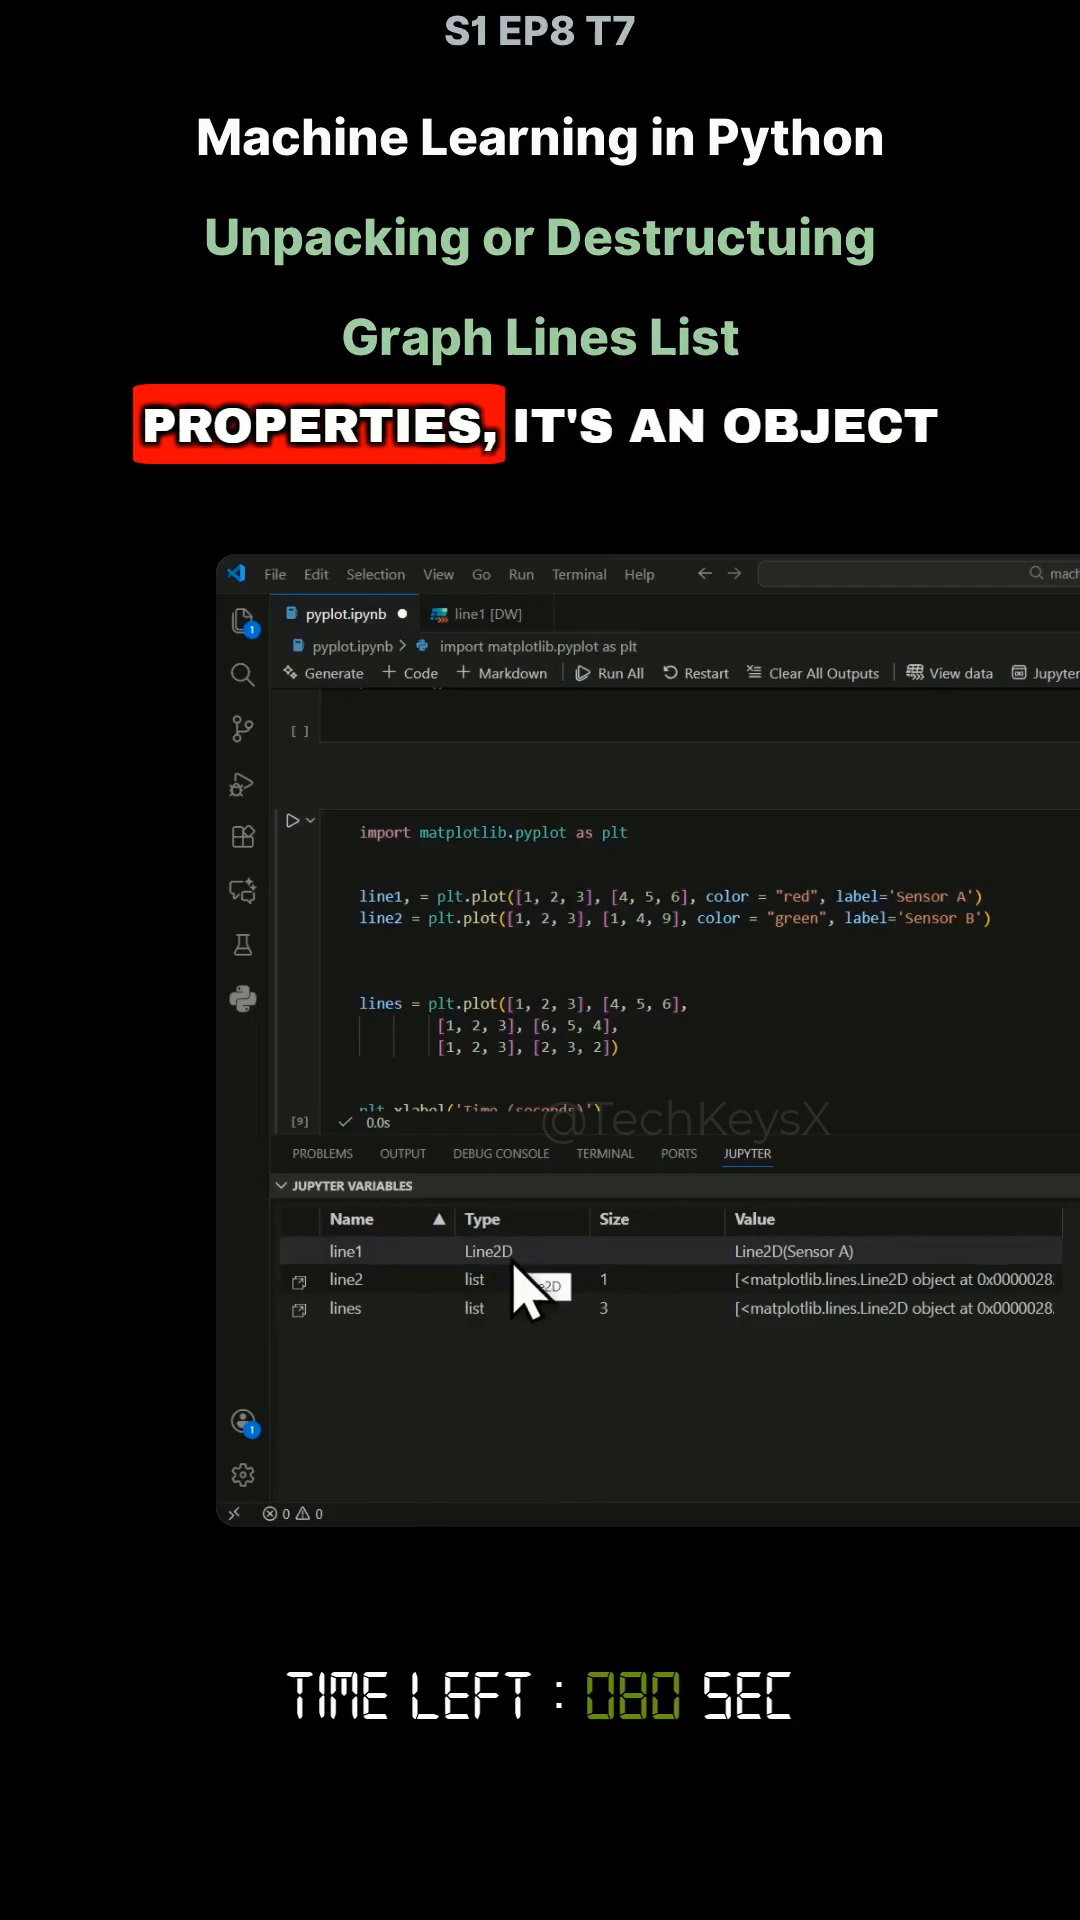 S1 EP8 T7
Machine Learning in Python
Unpacking or Destructuing
Graph Lines List
PROPERTIES, IT'S AN OBJECT
File Edit Selection View Go Run Terminal Help ← → mach
1
pyplot.ipynb ● line1 [DW]
pyplot.ipynb > import matplotlib.pyplot as plt
Generate + Code + Markdown | Run All Restart Clear All Outputs | View data Jupyter
[ ]
import matplotlib.pyplot as plt
line1, = plt.plot([1, 2, 3], [4, 5, 6], color = "red", label='Sensor A')
line2 = plt.plot([1, 2, 3], [1, 4, 9], color = "green", label='Sensor B')
lines = plt.plot([1, 2, 3], [4, 5, 6],
[1, 2, 3], [6, 5, 4],
[1, 2, 3], [2, 3, 2])
plt.xlabel('Time (seconds)')
@TechKeysX
[9] ✓ 0.0s
PROBLEMS OUTPUT DEBUG CONSOLE TERMINAL PORTS JUPYTER
JUPYTER VARIABLES
Name ▲ Type Size Value
line1 Line2D Line2D(Sensor A)
line2 list 1 [<matplotlib.lines.Line2D object at 0x0000028.
lines list 3 [<matplotlib.lines.Line2D object at 0x0000028.
1
0 0
TIME LEFT : 080 SEC